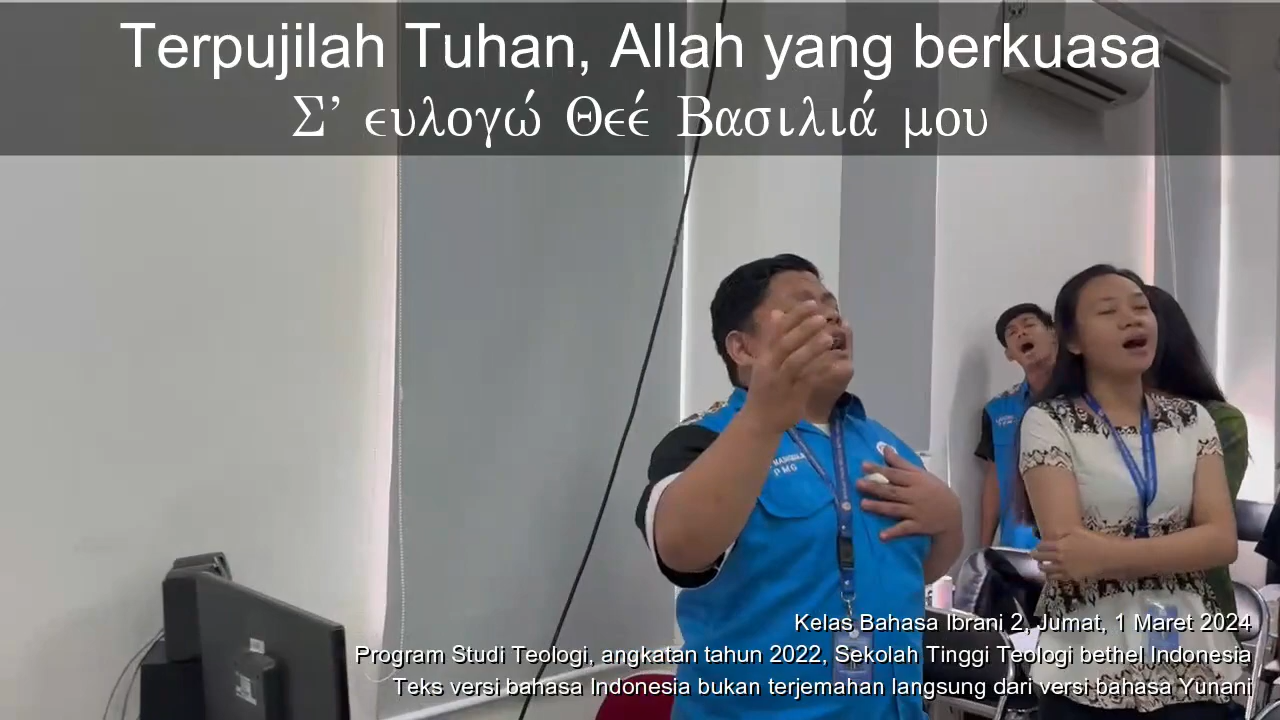 Terpujilah Tuhan, Allah yang berkuasa
Σ’ ευλογώ Θεέ Βασιλιά μου
PMG
Kelas Bahasa Ibrani 2, Jumat, 1 Maret 2024
Program Studi Teologi, angkatan tahun 2022, Sekolah Tinggi Teologi bethel Indonesia
Teks versi bahasa Indonesia bukan terjemahan langsung dari versi bahasa Yunani